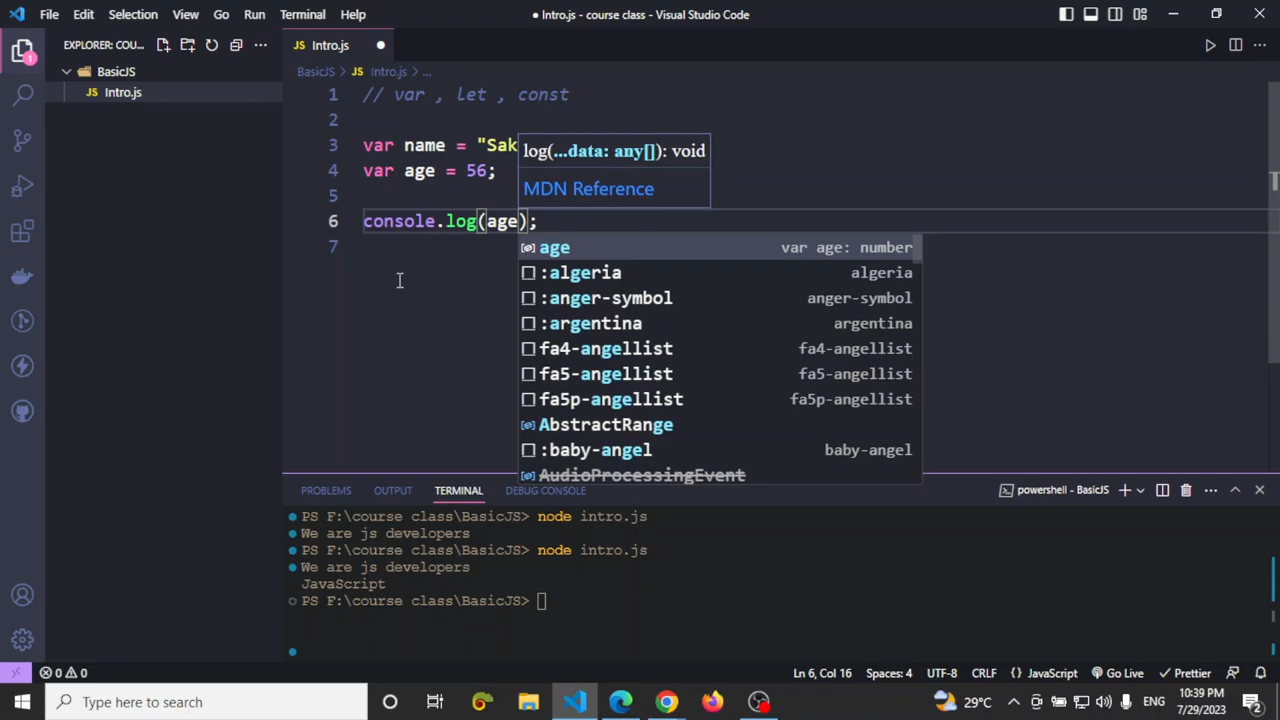 File Edit Selection View Go Run Terminal Help
● Intro.js - course class - Visual Studio Code
EXPLORER: COU...
JS Intro.js
BasicJS
JS Intro.js
BasicJS > JS Intro.js > ...
1 // var , let , const
2
3 var name = "Sak
4 var age = 56;
5
6 console.log(age);
7
log(...data: any[]): void
MDN Reference
age var age: number
:algeria algeria
:anger-symbol anger-symbol
:argentina argentina
fa4-angellist fa4-angellist
fa5-angellist fa5-angellist
fa5p-angellist fa5p-angellist
AbstractRange
:baby-angel baby-angel
AudioProcessingEvent
PROBLEMS OUTPUT TERMINAL DEBUG CONSOLE
powershell - BasicJS
PS F:\course class\BasicJS> node intro.js
We are js developers
PS F:\course class\BasicJS> node intro.js
We are js developers
JavaScript
PS F:\course class\BasicJS>
0 0
Ln 6, Col 16 Spaces: 4 UTF-8 CRLF {} JavaScript Go Live Prettier
Type here to search
29°C
ENG
10:39 PM
7/29/2023
2
1